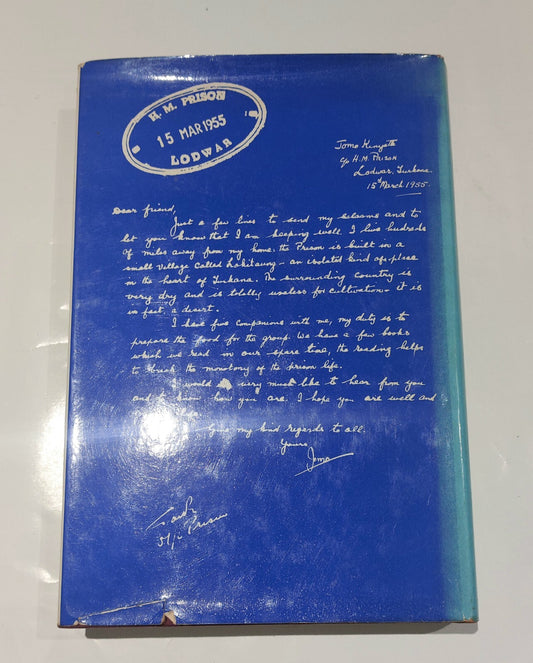 H. M. PRISON
15 MAR 1955
LODWAR
Jomo Kenyatta
c/o H.M. Prison
Lodwar, Turkana.
15th March 1955.
Dear friend,
Just a few lines to send my salaams and to
let you know that I am keeping well. I live hundreds
of miles away from my home. the Prison is built in a
small village called Lokitaung - an isolated kind of place
in the heart of Turkana. The surrounding country is
very dry and is totally useless for cultivation - it is
in fact, a desert.
I have five companions with me, my duty is to
prepare the food for the group. We have a few books
which we read in our spare time, the reading helps
to break the monotony of the prison life.
I would very much like to hear from you
and to know how you are. I hope you are well and
Give my kind regards to all.
Yours
Jomo
Prison